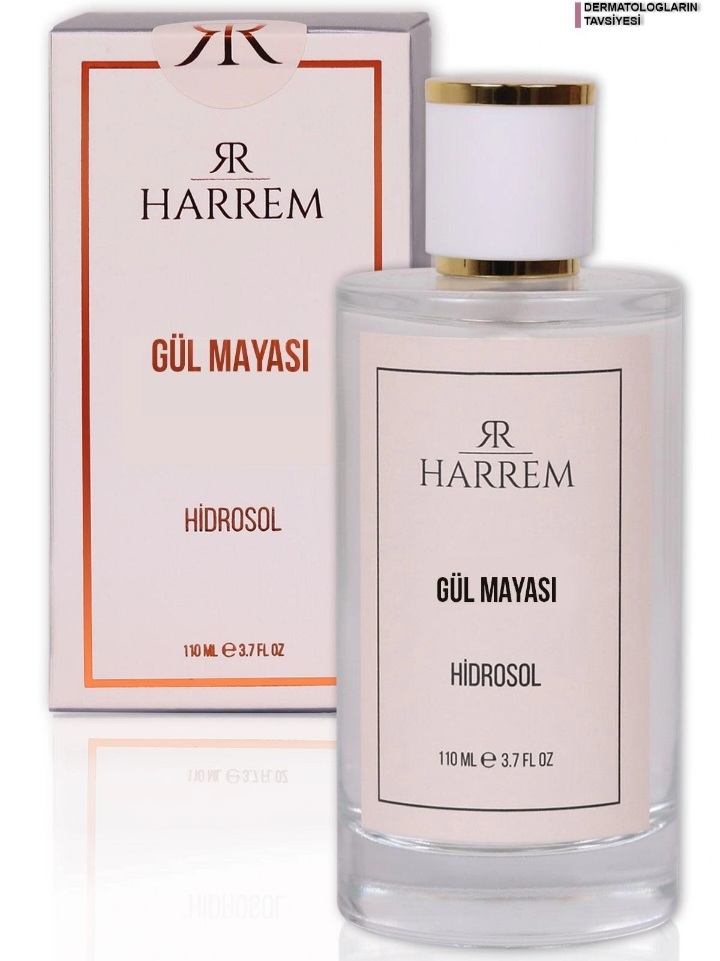 DERMATOLOGLARIN
TAVSİYESİ
RR
HARREM
GÜL MAYASI
HİDROSOL
110 ML ℮ 3.7 FL OZ
RR
HARREM
GÜL MAYASI
HİDROSOL
110 ML ℮ 3.7 FL OZ